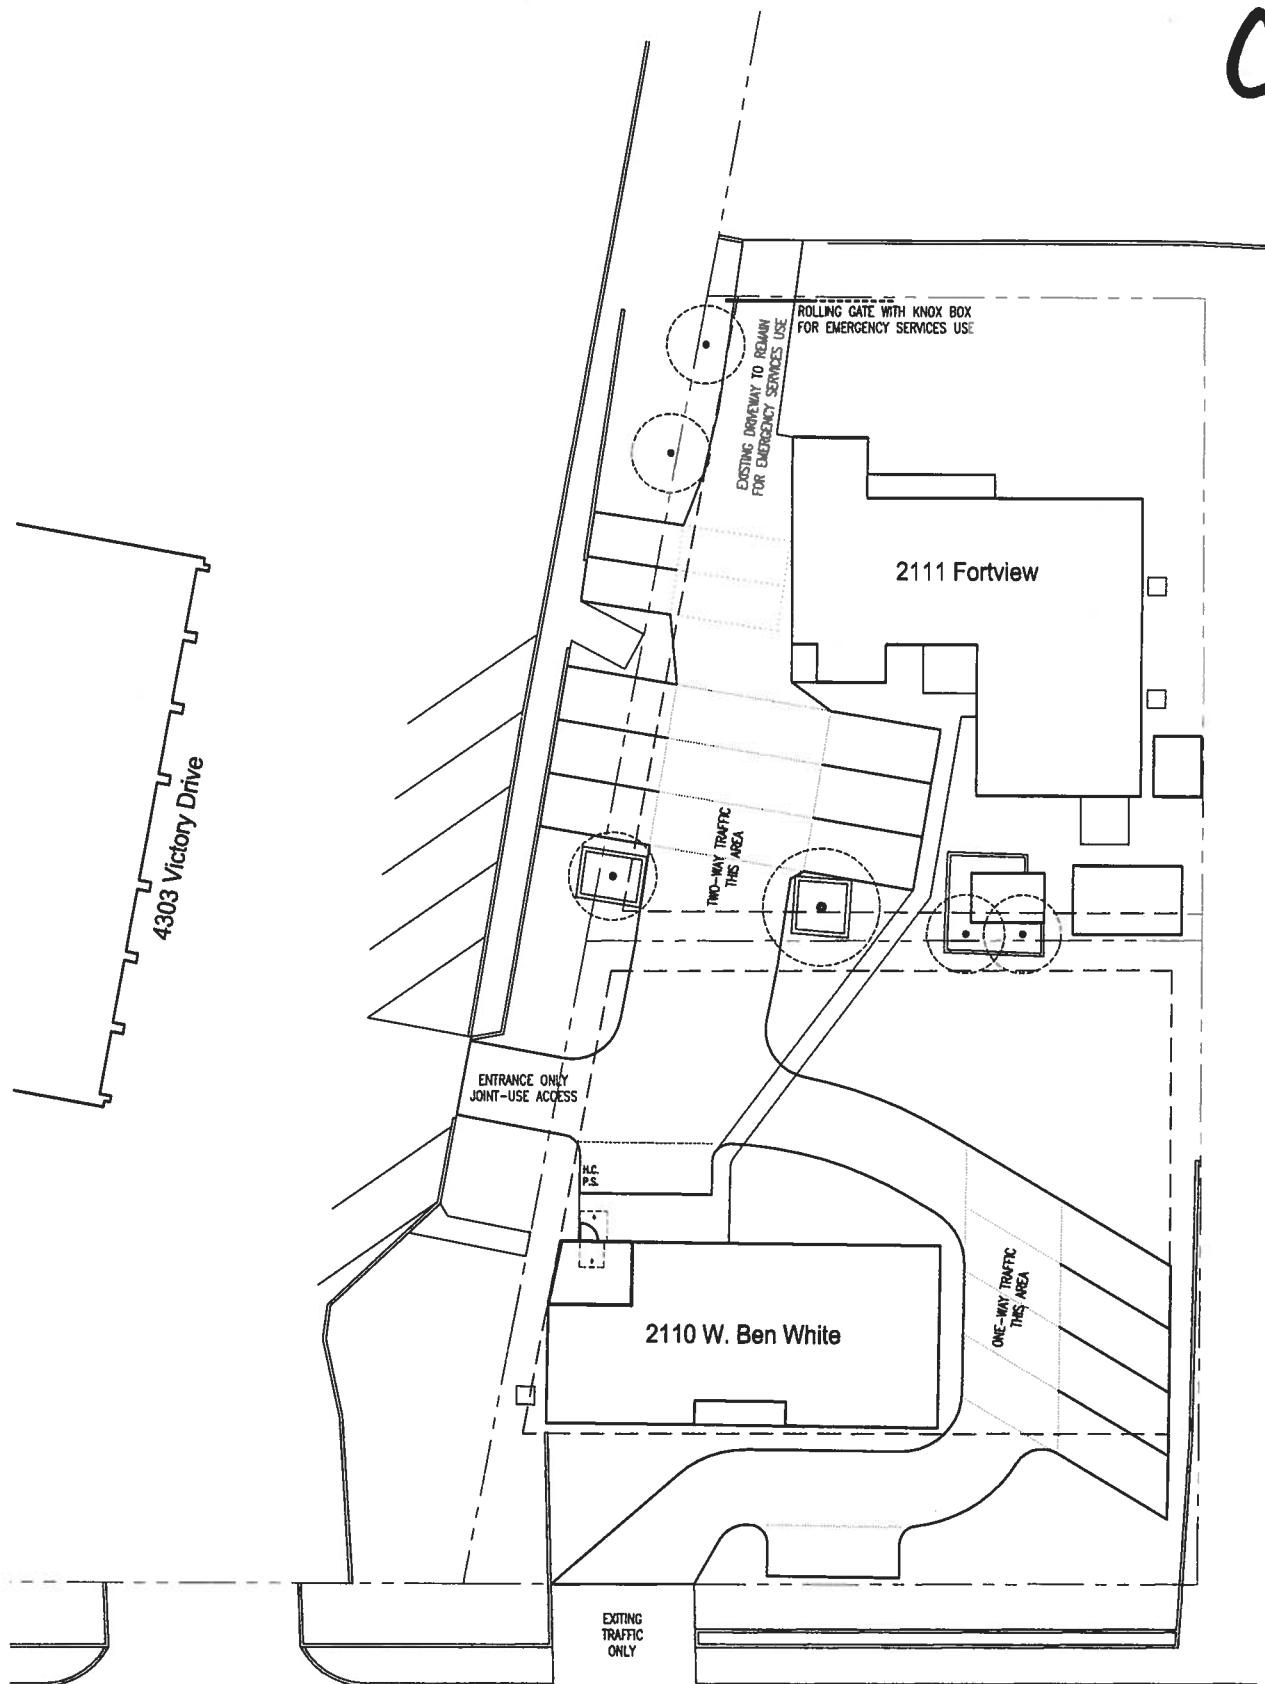 ROLLING GATE WITH KNOX BOX
FOR EMERGENCY SERVICES USE
EXISTING DRIVEWAY TO REMAIN
FOR EMERGENCY SERVICES USE
2111 Fortview
4303 Victory Drive
TWO-WAY TRAFFIC
THIS AREA
ENTRANCE ONLY
JOINT-USE ACCESS
H.C.
P.S.
ONE-WAY TRAFFIC
THIS AREA
2110 W. Ben White
EXITING
TRAFFIC
ONLY